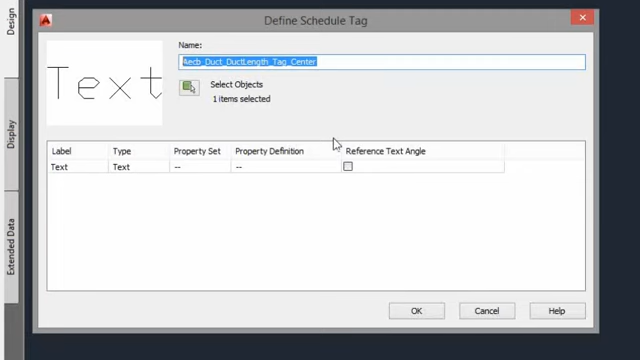 Define Schedule Tag
Design
Display
Extended Data
Text
Name:
Aecb_Duct_DuctLength_Tag_Center
Select Objects
1 items selected
Label Type Property Set Property Definition Reference Text Angle
Text Text -- --
OK Cancel Help